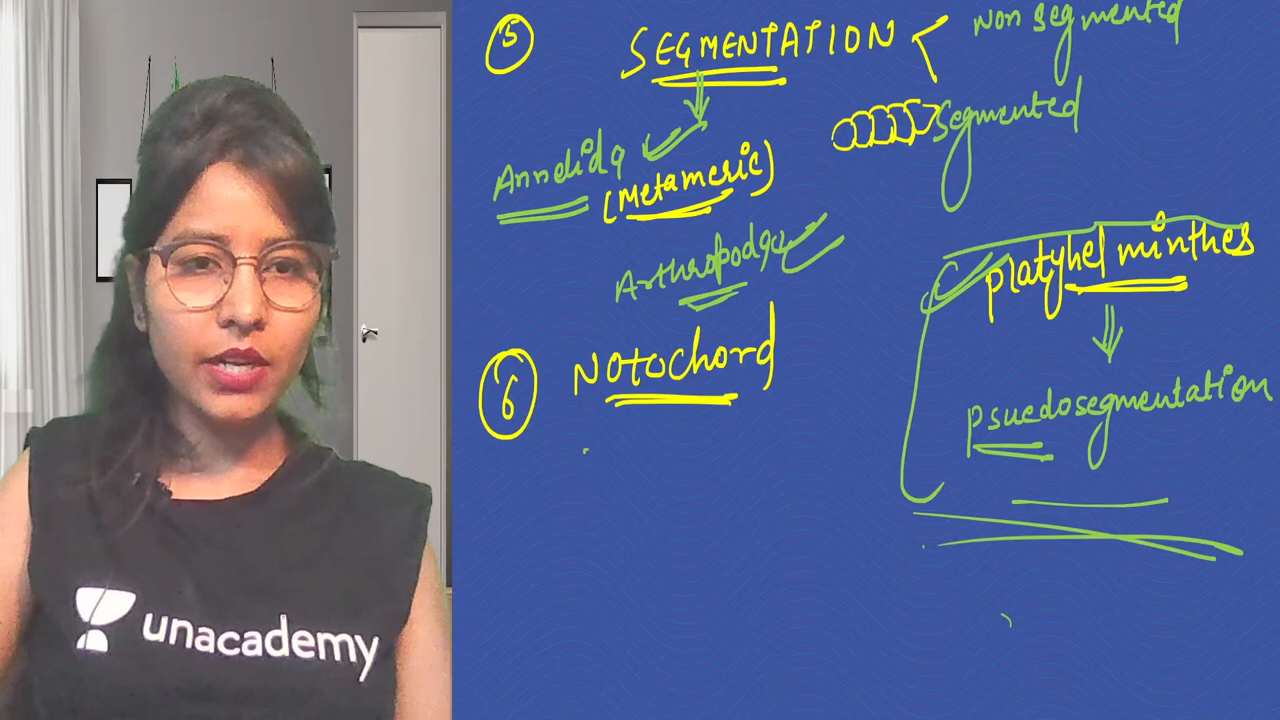 5 SEGMENTATION
Non segmented
segmented
Annelida
(Metameric)
Arthropoda
platyhelminthes
psuedosegmentation
6 Notochord
unacademy